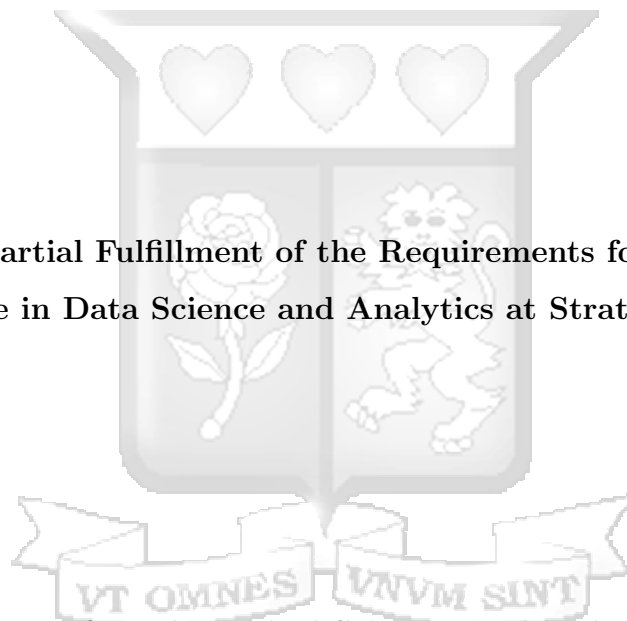 artial Fulfillment of the Requirements fo
e in Data Science and Analytics at Strat
VT OMNES VNVM SINT